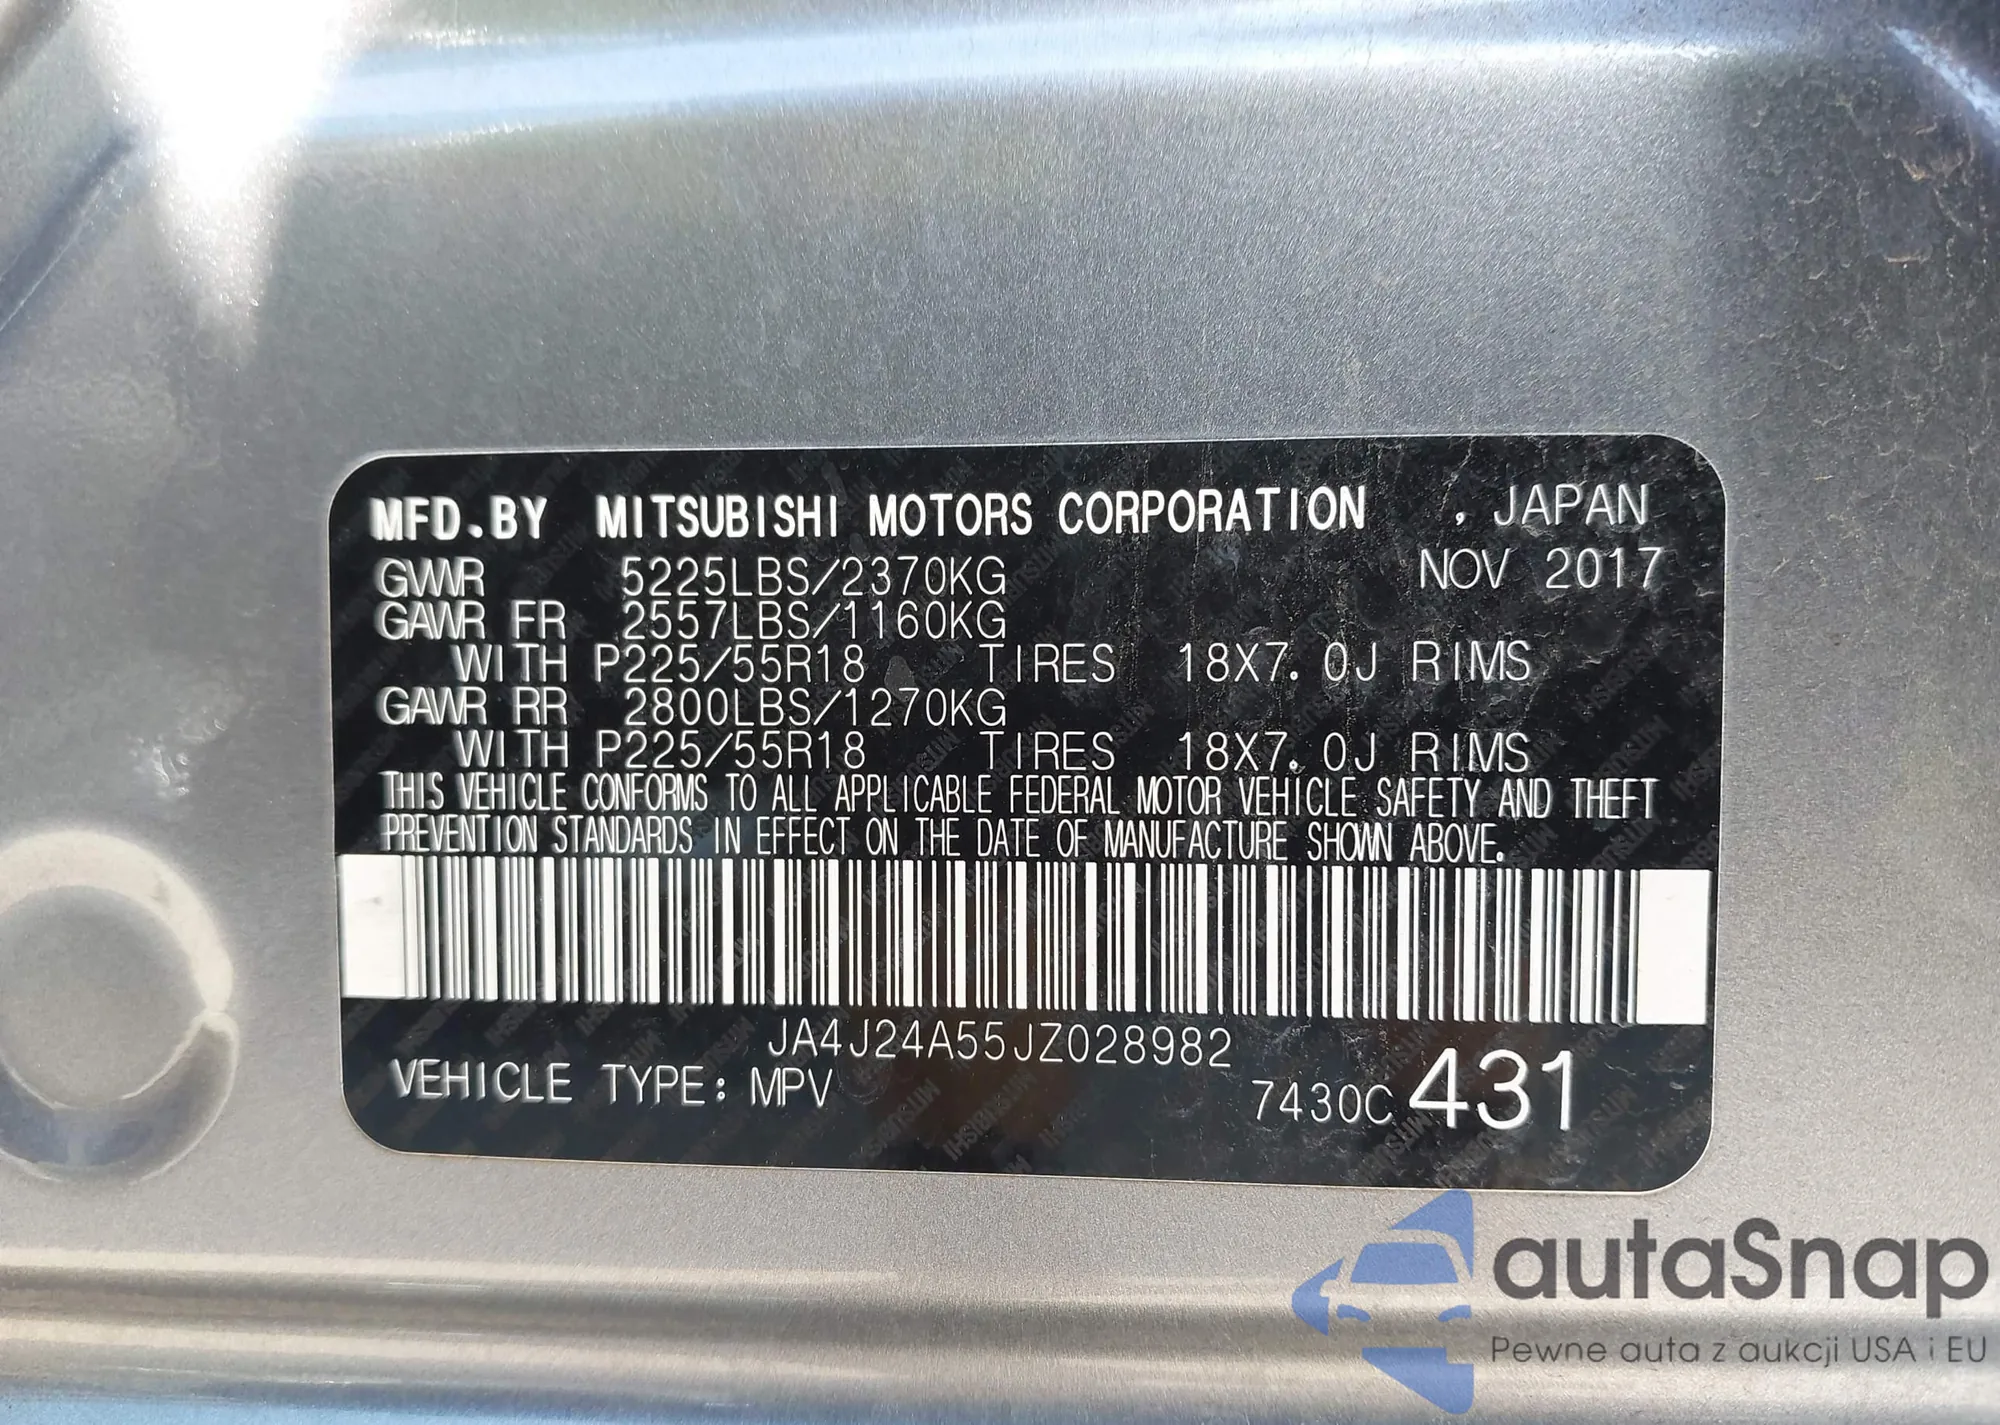 MFD.BY MITSUBISHI MOTORS CORPORATION , JAPAN
GVWR 5225LBS/2370KG NOV 2017
GAWR FR 2557LBS/1160KG
WITH P225/55R18 TIRES 18X7.0J RIMS
GAWR RR 2800LBS/1270KG
WITH P225/55R18 TIRES 18X7.0J RIMS
THIS VEHICLE CONFORMS TO ALL APPLICABLE FEDERAL MOTOR VEHICLE SAFETY AND THEFT
PREVENTION STANDARDS IN EFFECT ON THE DATE OF MANUFACTURE SHOWN ABOVE.
JA4J24A55JZ028982
VEHICLE TYPE: MPV 7430C 431
autaSnap
Pewne auta z aukcji USA i EU